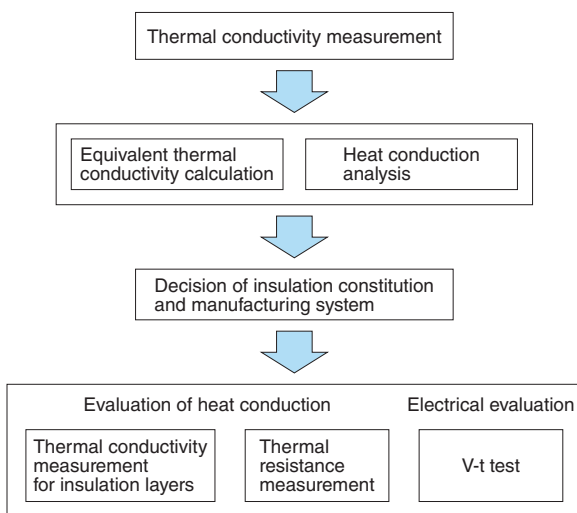 Thermal conductivity measurement
Equivalent thermal
conductivity calculation
Heat conduction
analysis
Decision of insulation constitution
and manufacturing system
Evaluation of heat conduction
Electrical evaluation
Thermal conductivity
measurement
for insulation layers
Thermal
resistance
measurement
V-t test